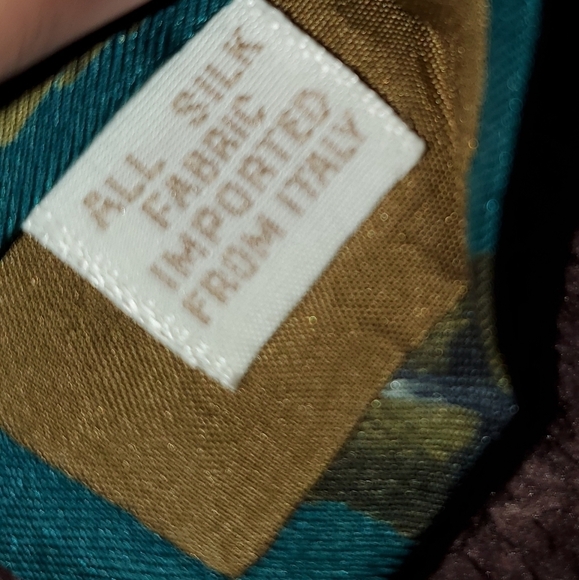 ALL SILK
FABRIC
IMPORTED
FROM ITALY